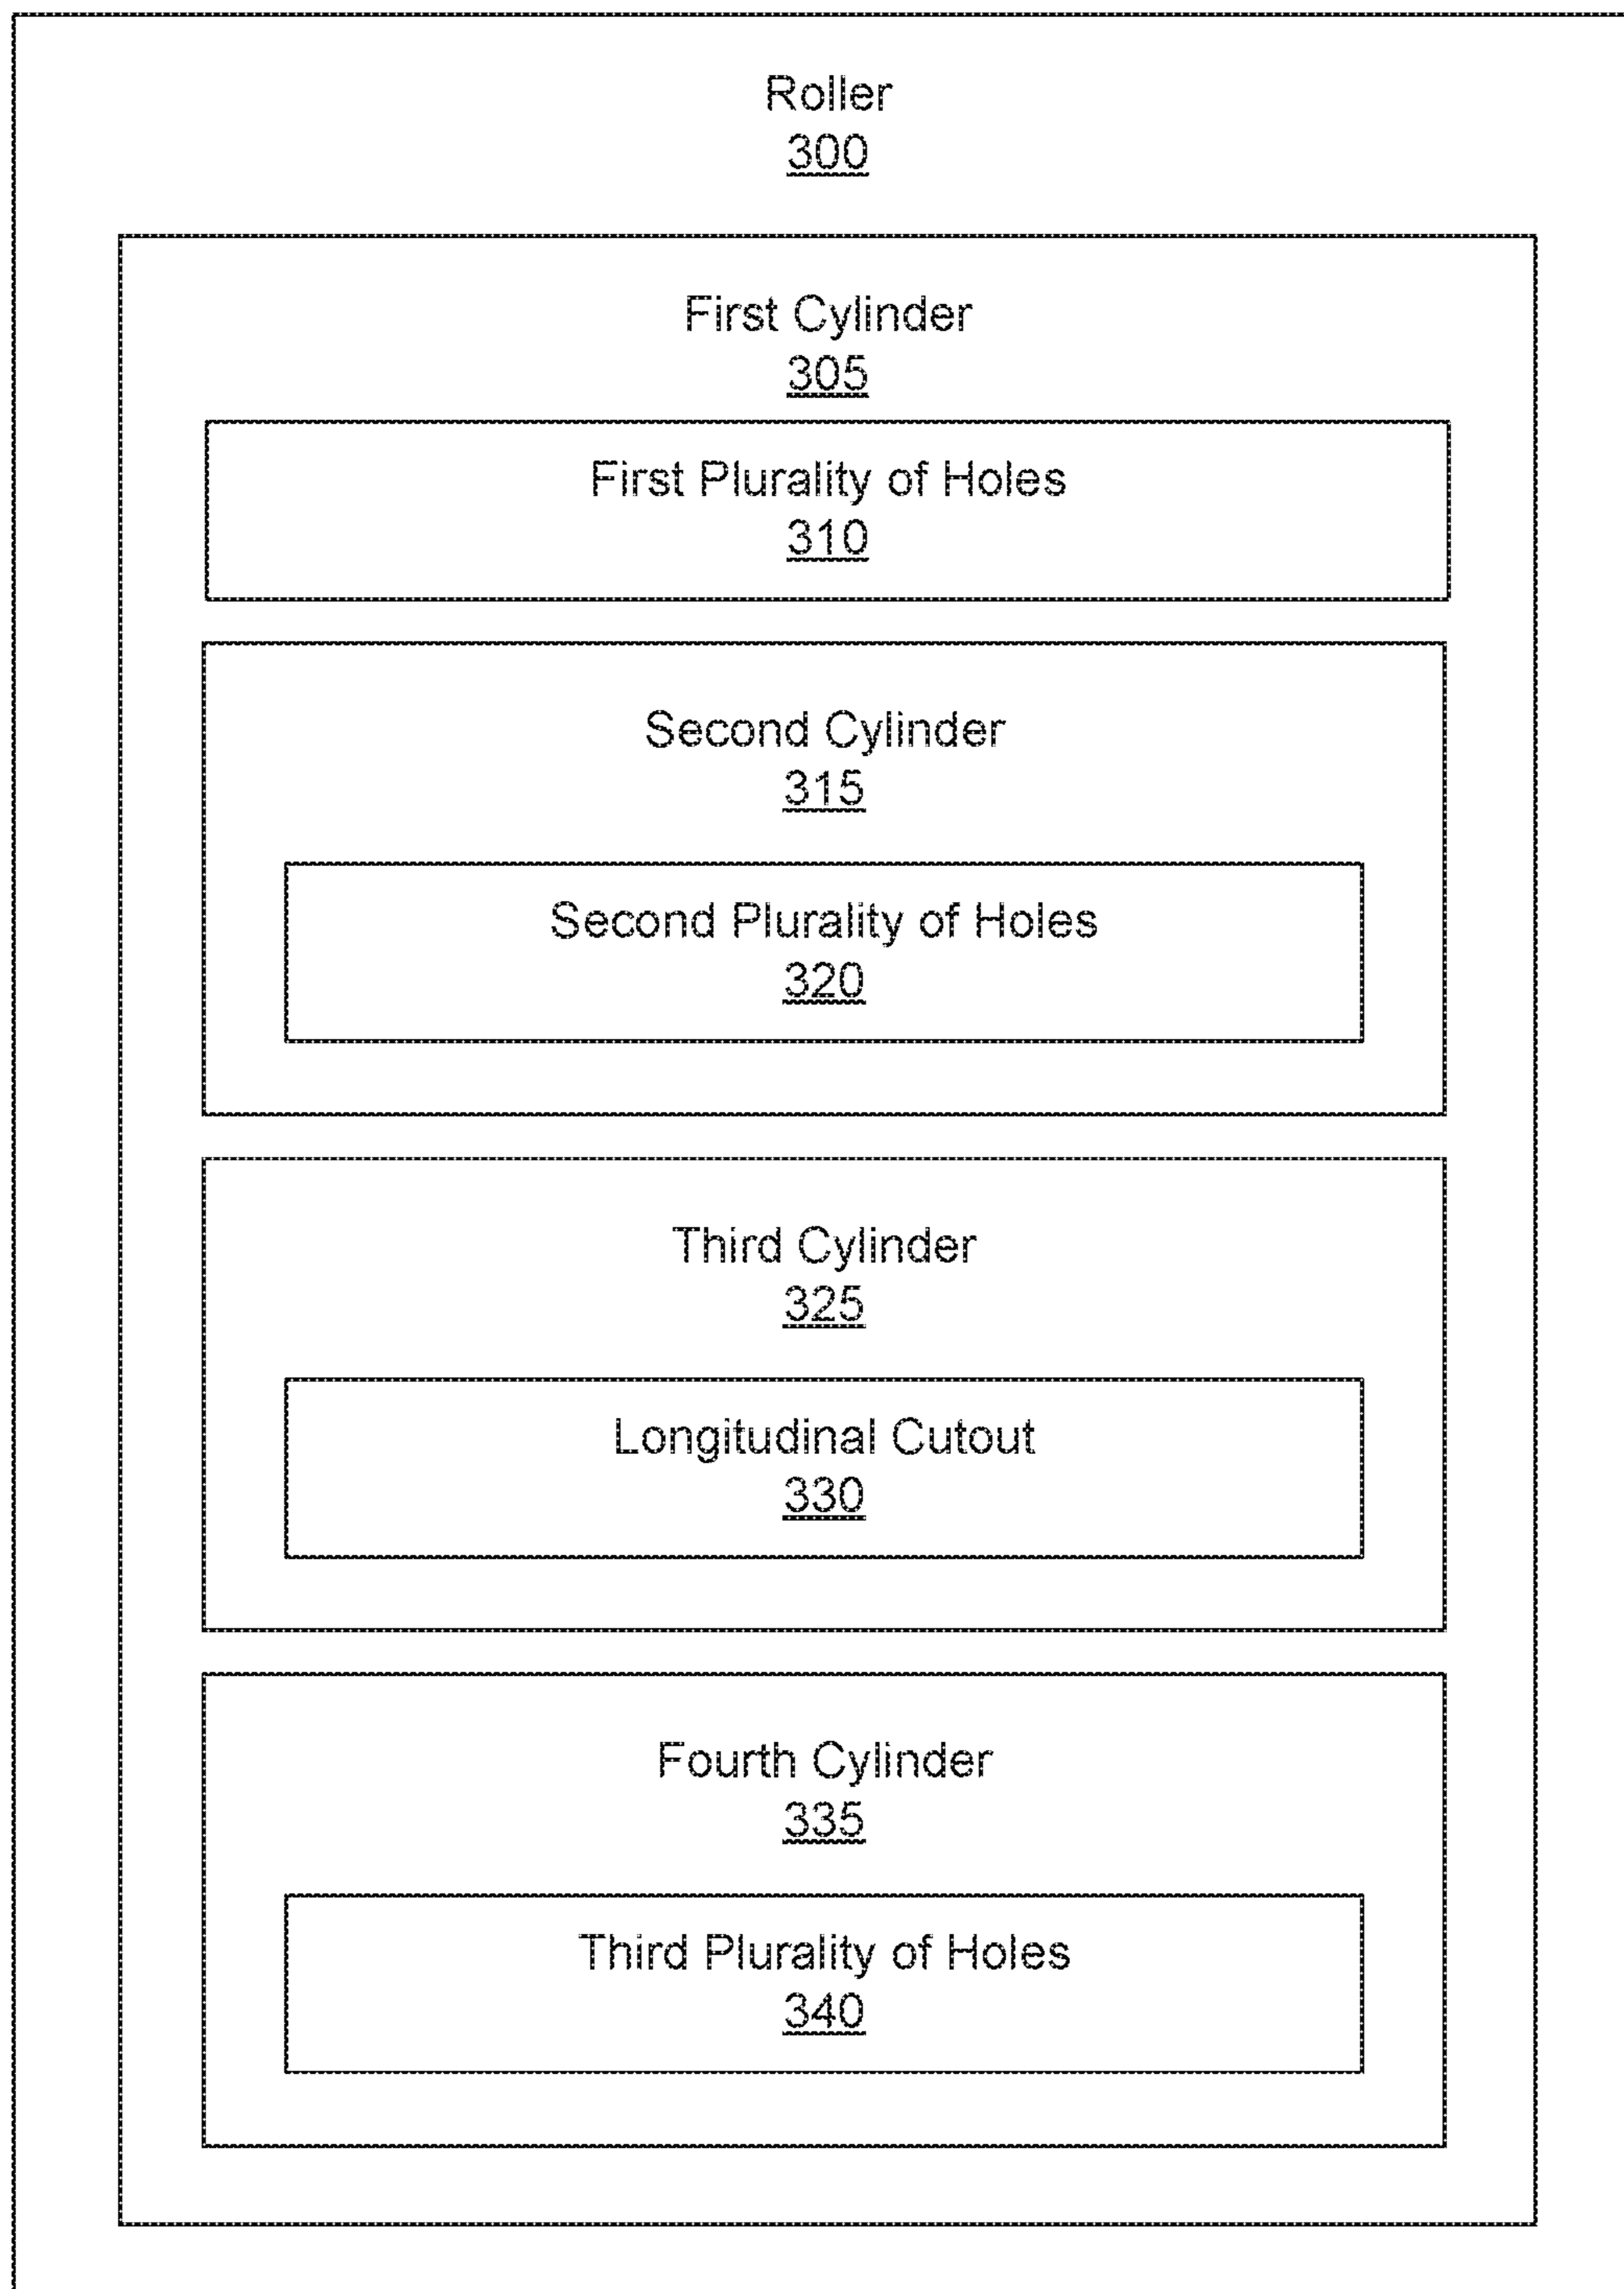 Roller
300
First Cylinder
305
First Plurality of Holes
310
Second Cylinder
315
Second Plurality of Holes
320
Third Cylinder
325
Longitudinal Cutout
330
Fourth Cylinder
335
Third Plurality of Holes
340